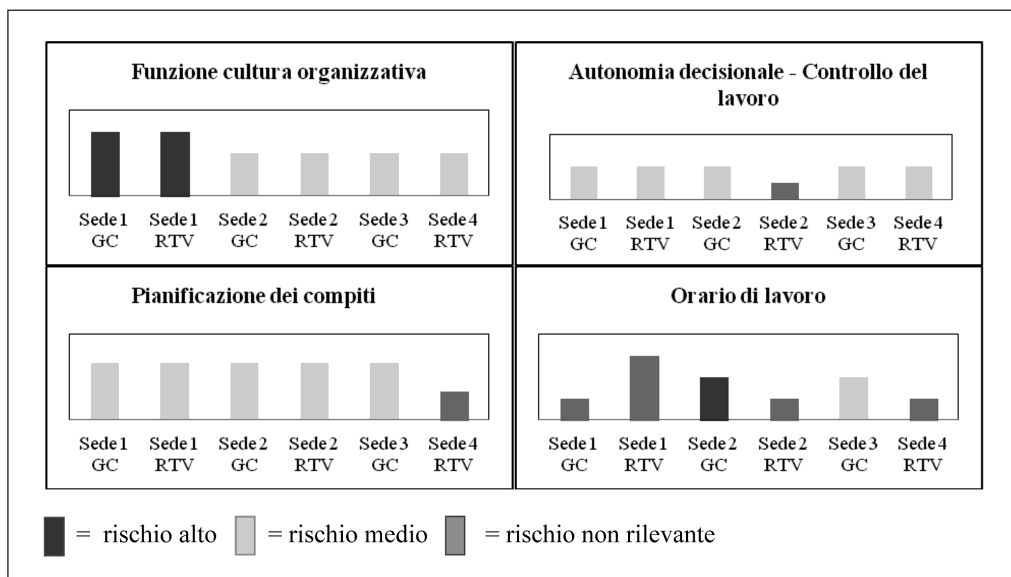 Funzione cultura organizzativa
Sede 1 Sede 1 Sede 2 Sede 2 Sede 3 Sede 4
GC RTV GC RTV GC RTV
Autonomia decisionale - Controllo del
lavoro
Sede 1 Sede 1 Sede 2 Sede 2 Sede 3 Sede 4
GC RTV GC RTV GC RTV
Pianificazione dei compiti
Sede 1 Sede 1 Sede 2 Sede 2 Sede 3 Sede 4
GC RTV GC RTV GC RTV
Orario di lavoro
Sede 1 Sede 1 Sede 2 Sede 2 Sede 3 Sede 4
GC RTV GC RTV GC RTV
= rischio alto = rischio medio = rischio non rilevante